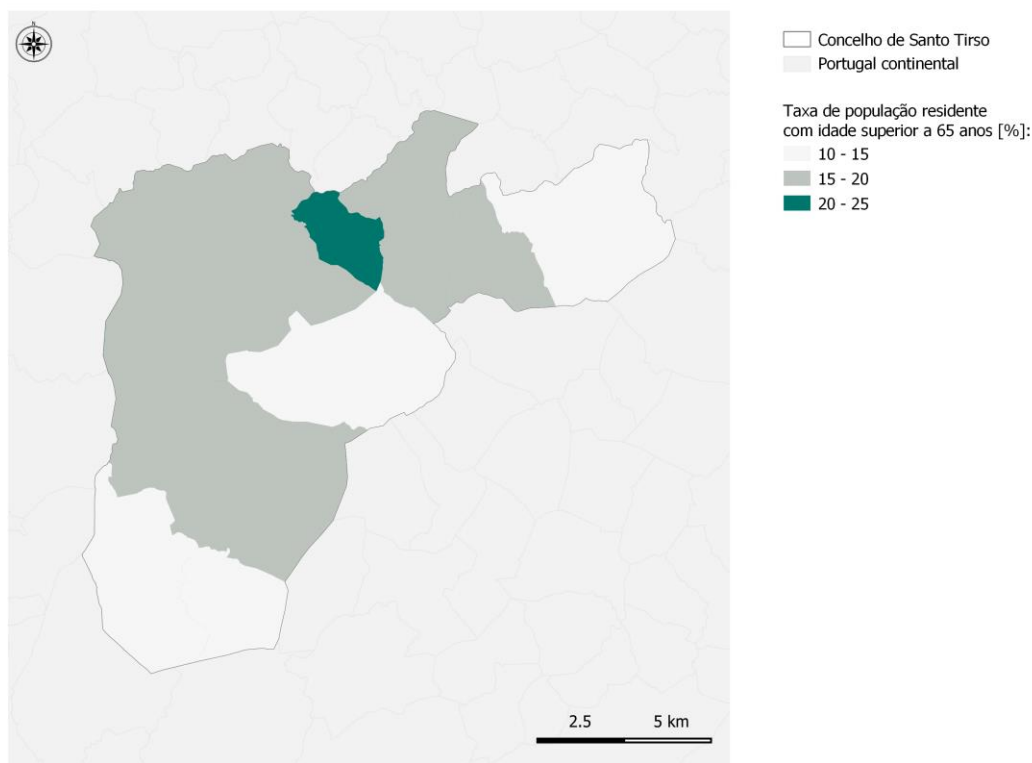 N
Concelho de Santo Tirso
Portugal continental
Taxa de população residente
com idade superior a 65 anos [%]:
10 - 15
15 - 20
20 - 25
2.5 5 km